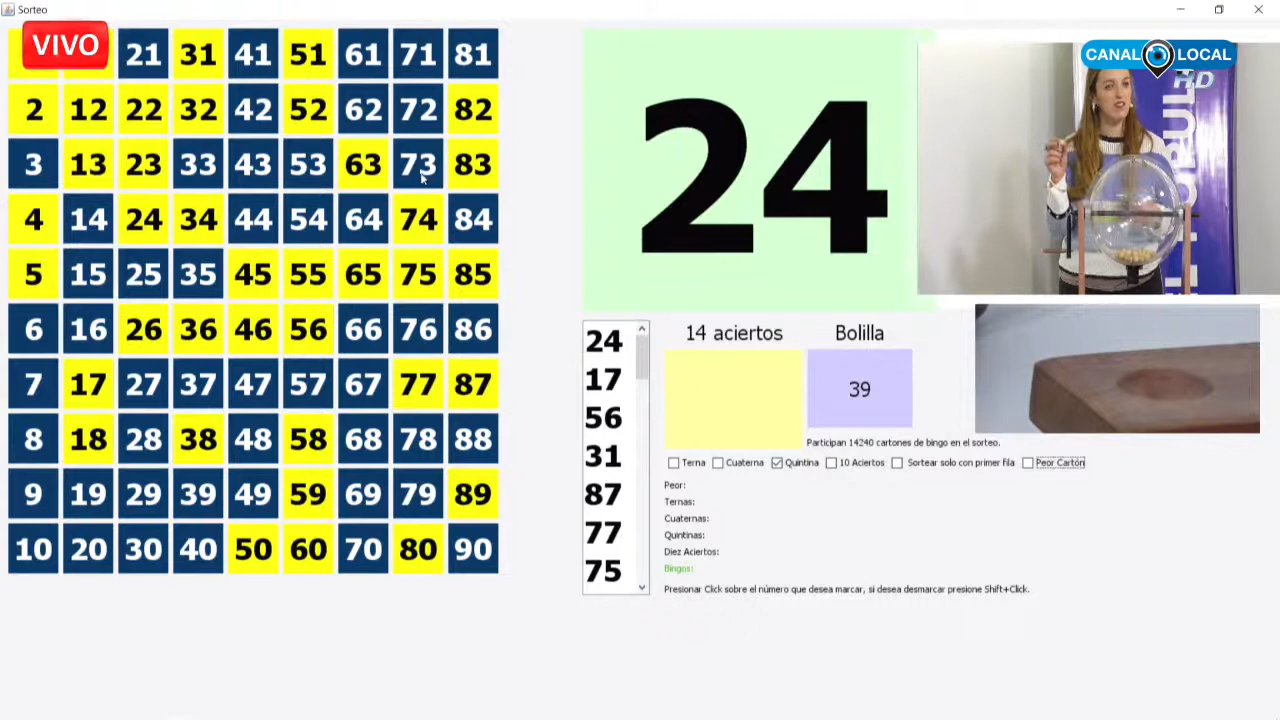 Sorteo
VIVO
21 31 41 51 61 71 81
2 12 22 32 42 52 62 72 82
3 13 23 33 43 53 63 73 83
4 14 24 34 44 54 64 74 84
5 15 25 35 45 55 65 75 85
6 16 26 36 46 56 66 76 86
7 17 27 37 47 57 67 77 87
8 18 28 38 48 58 68 78 88
9 19 29 39 49 59 69 79 89
10 20 30 40 50 60 70 80 90
24
CANAL LOCAL
HD
24
17
56
31
87
77
75
14 aciertos
Bolilla
39
Participan 14240 cartones de bingo en el sorteo.
Terna Cuaterna Quintina 10 Aciertos Sortear solo con primer fila Peor Cartón
Peor:
Ternas:
Cuaternas:
Quintinas:
Diez Aciertos:
Bingos:
Presionar Click sobre el número que desea marcar, si desea desmarcar presione Shift+Click.